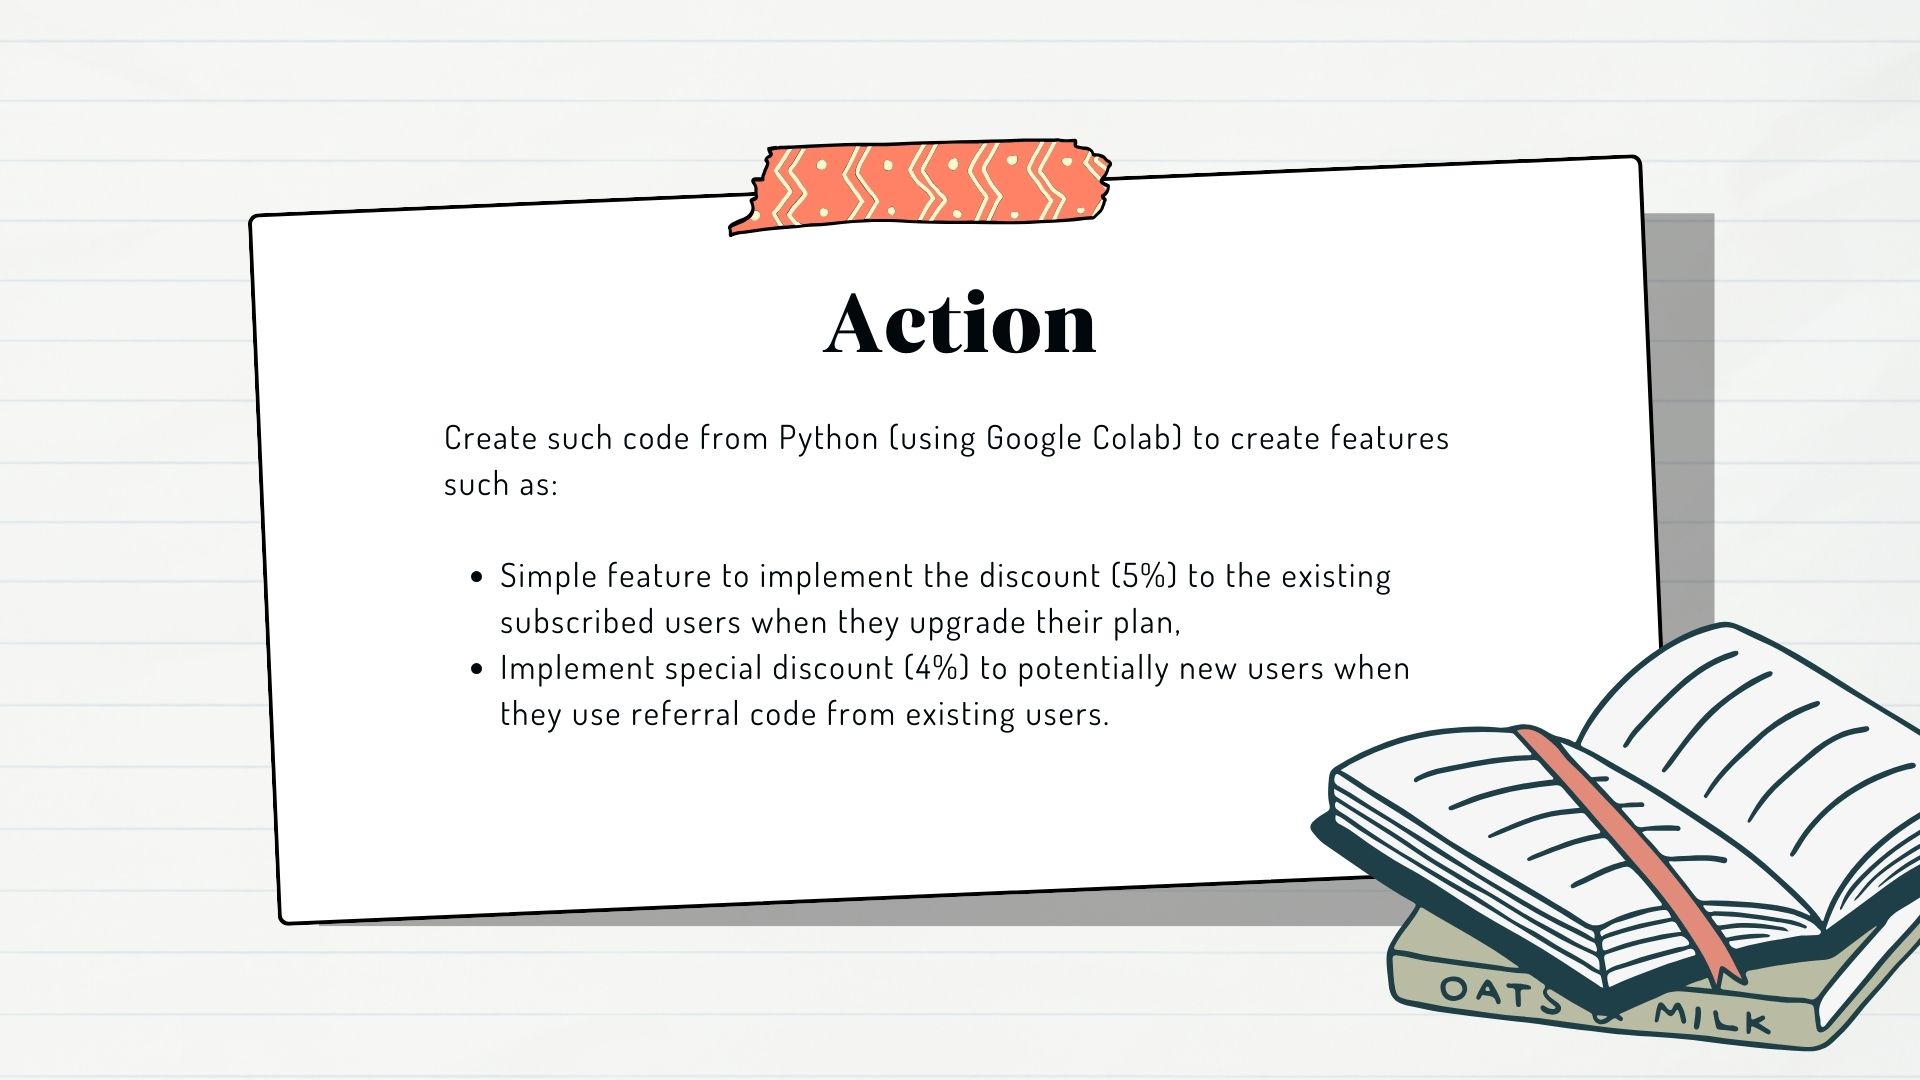 Action
Create such code from Python (using Google Colab) to create features
such as:
• Simple feature to implement the discount (5%) to the existing
subscribed users when they upgrade their plan,
• Implement special discount (4%) to potentially new users when
they use referral code from existing users.
OATS & MILK